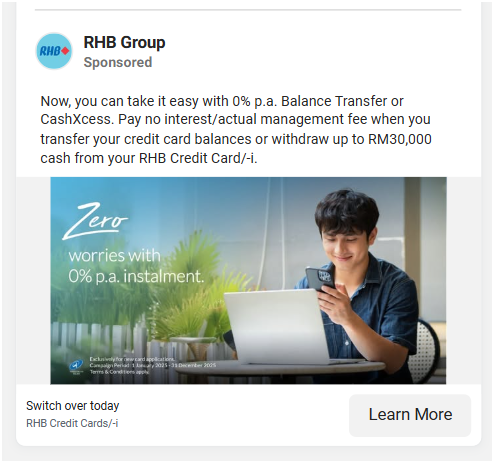 RHB
RHB Group
Sponsored
Now, you can take it easy with 0% p.a. Balance Transfer or
CashXcess. Pay no interest/actual management fee when you
transfer your credit card balances or withdraw up to RM30,000
cash from your RHB Credit Card/-i.
Zero
worries with
0% p.a. instalment.
Exclusively for new card applications.
Campaign Period: 1 January 2025 - 31 December 2025
Terms & Conditions apply.
Switch over today
RHB Credit Cards/-i
Learn More